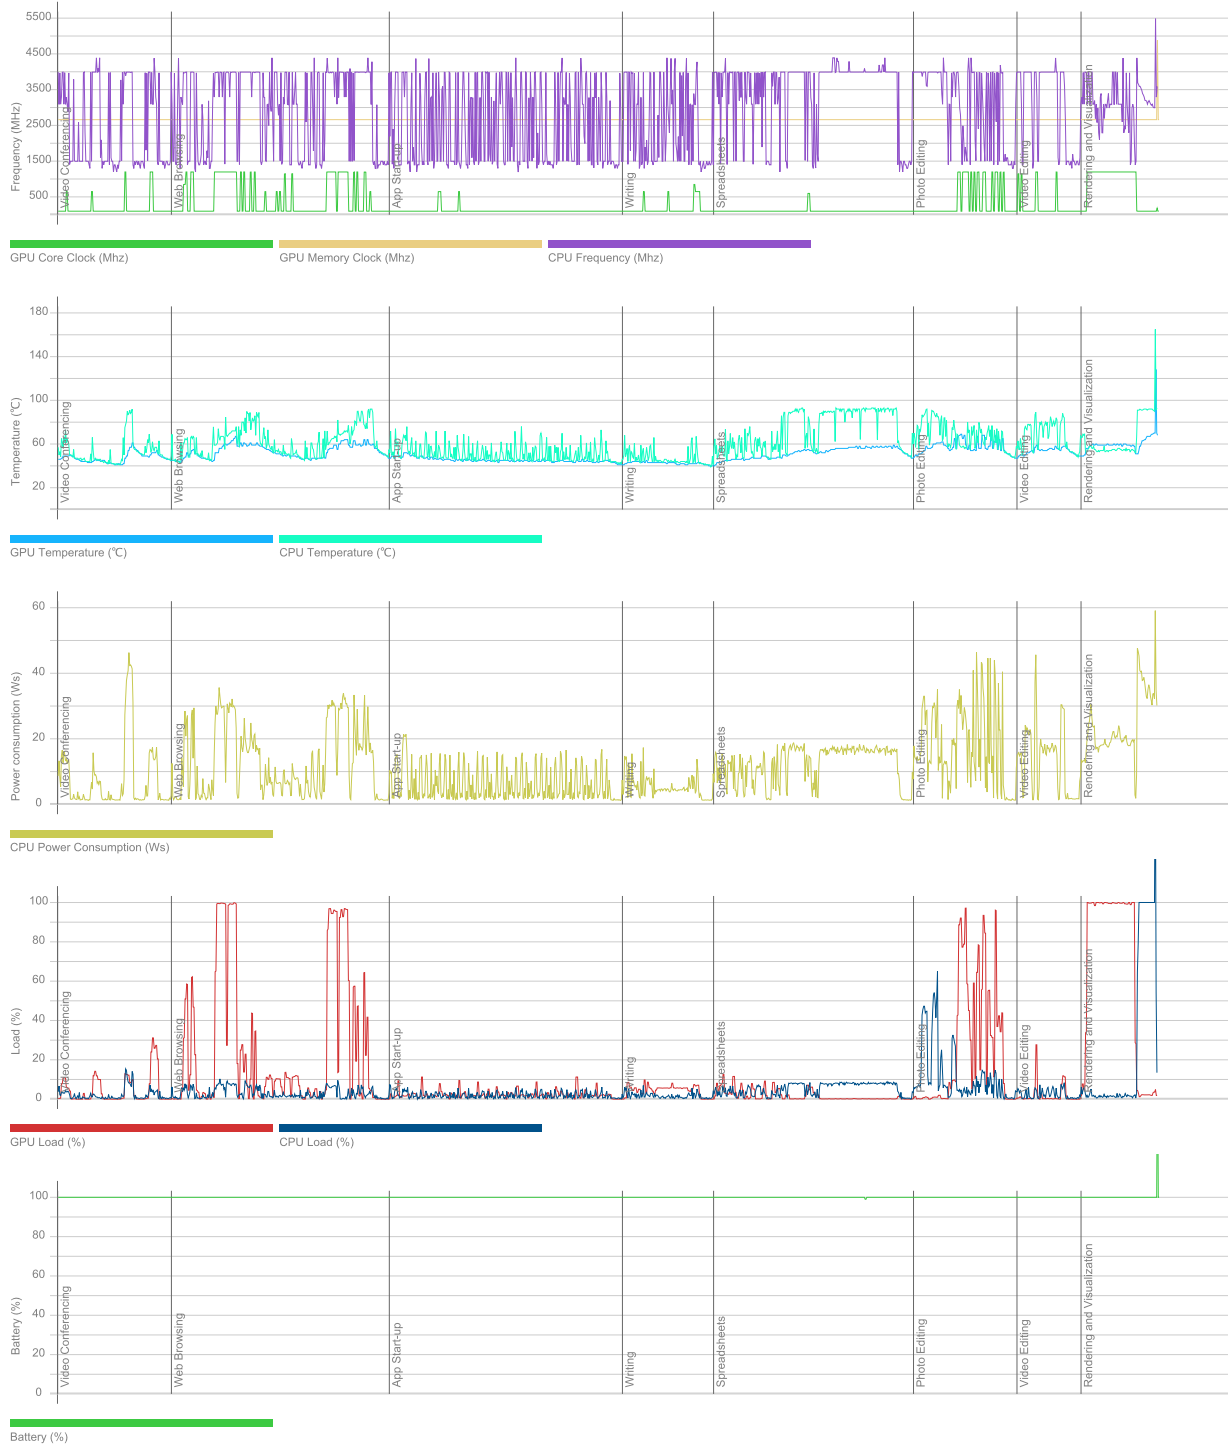 Frequency (MHz)
5500
4500
3500
2500
1500
500
Video Conferencing
Web Browsing
App Start-up
Writing
Spreadsheets
Photo Editing
Video Editing
Rendering and Visualization
GPU Core Clock (Mhz)
GPU Memory Clock (Mhz)
CPU Frequency (Mhz)
Temperature (℃)
180
140
100
60
20
Video Conferencing
Web Browsing
App Start-up
Writing
Spreadsheets
Photo Editing
Video Editing
Rendering and Visualization
GPU Temperature (℃)
CPU Temperature (℃)
Power consumption (Ws)
60
40
20
0
Video Conferencing
Web Browsing
App Start-up
Writing
Spreadsheets
Photo Editing
Video Editing
Rendering and Visualization
CPU Power Consumption (Ws)
Load (%)
100
80
60
40
20
0
Video Conferencing
Web Browsing
App Start-up
Writing
Spreadsheets
Photo Editing
Video Editing
Rendering and Visualization
GPU Load (%)
CPU Load (%)
Battery (%)
100
80
60
40
20
0
Video Conferencing
Web Browsing
App Start-up
Writing
Spreadsheets
Photo Editing
Video Editing
Rendering and Visualization
Battery (%)